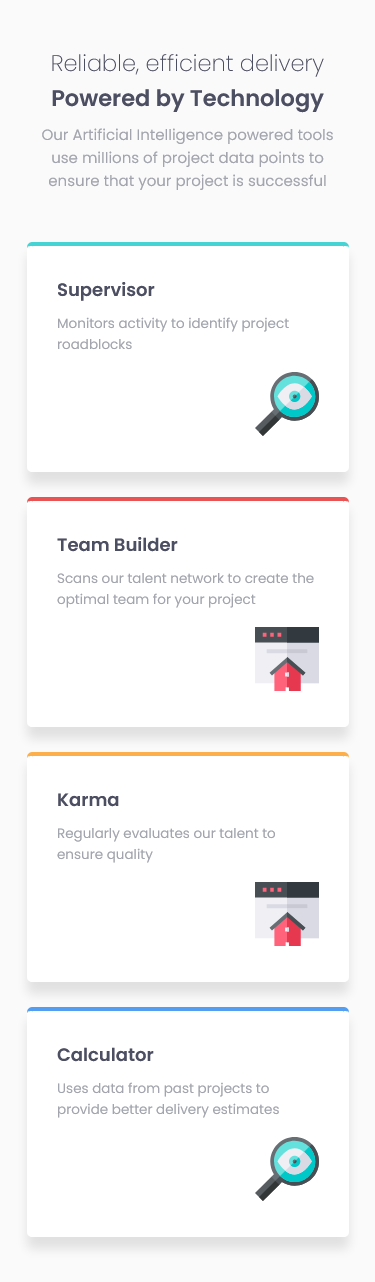 Reliable, efficient delivery
Powered by Technology
Our Artificial Intelligence powered tools
use millions of project data points to
ensure that your project is successful
Supervisor
Monitors activity to identify project
roadblocks
Team Builder
Scans our talent network to create the
optimal team for your project
Karma
Regularly evaluates our talent to
ensure quality
Calculator
Uses data from past projects to
provide better delivery estimates